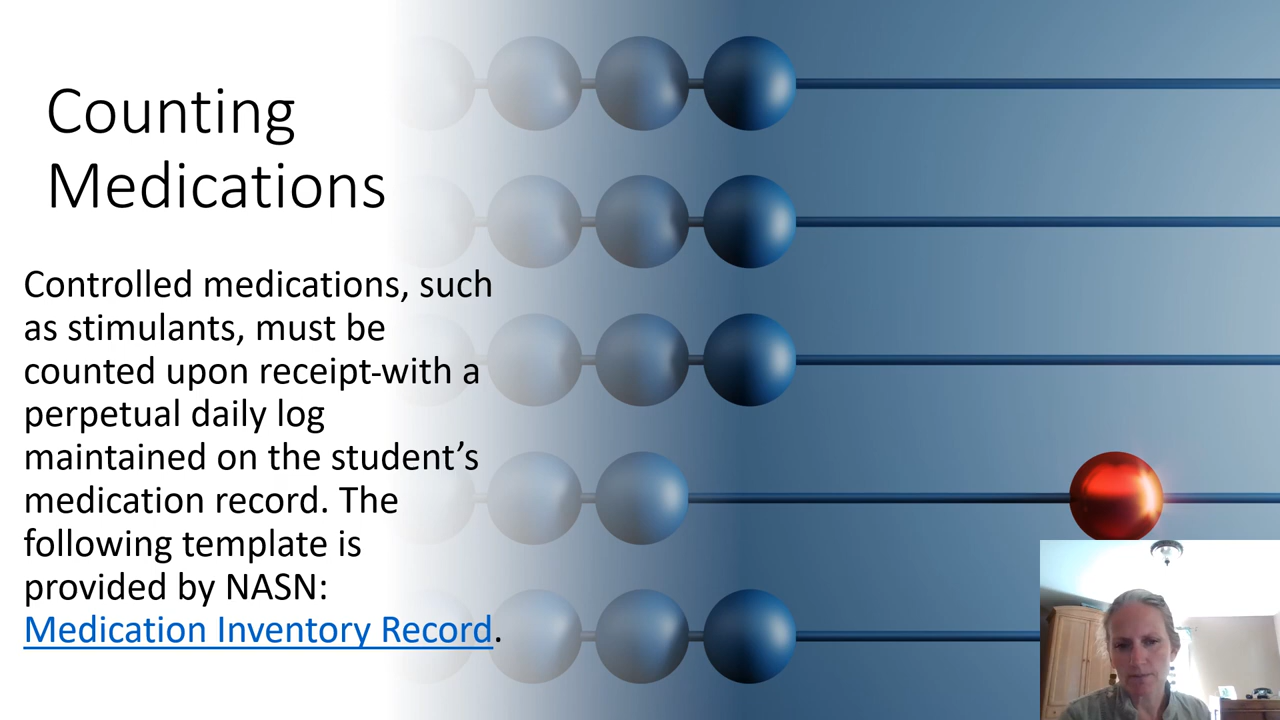 Counting
Medications
Controlled medications, such
as stimulants, must be
counted upon receipt-with a
perpetual daily log
maintained on the student’s
medication record. The
following template is
provided by NASN:
Medication Inventory Record.